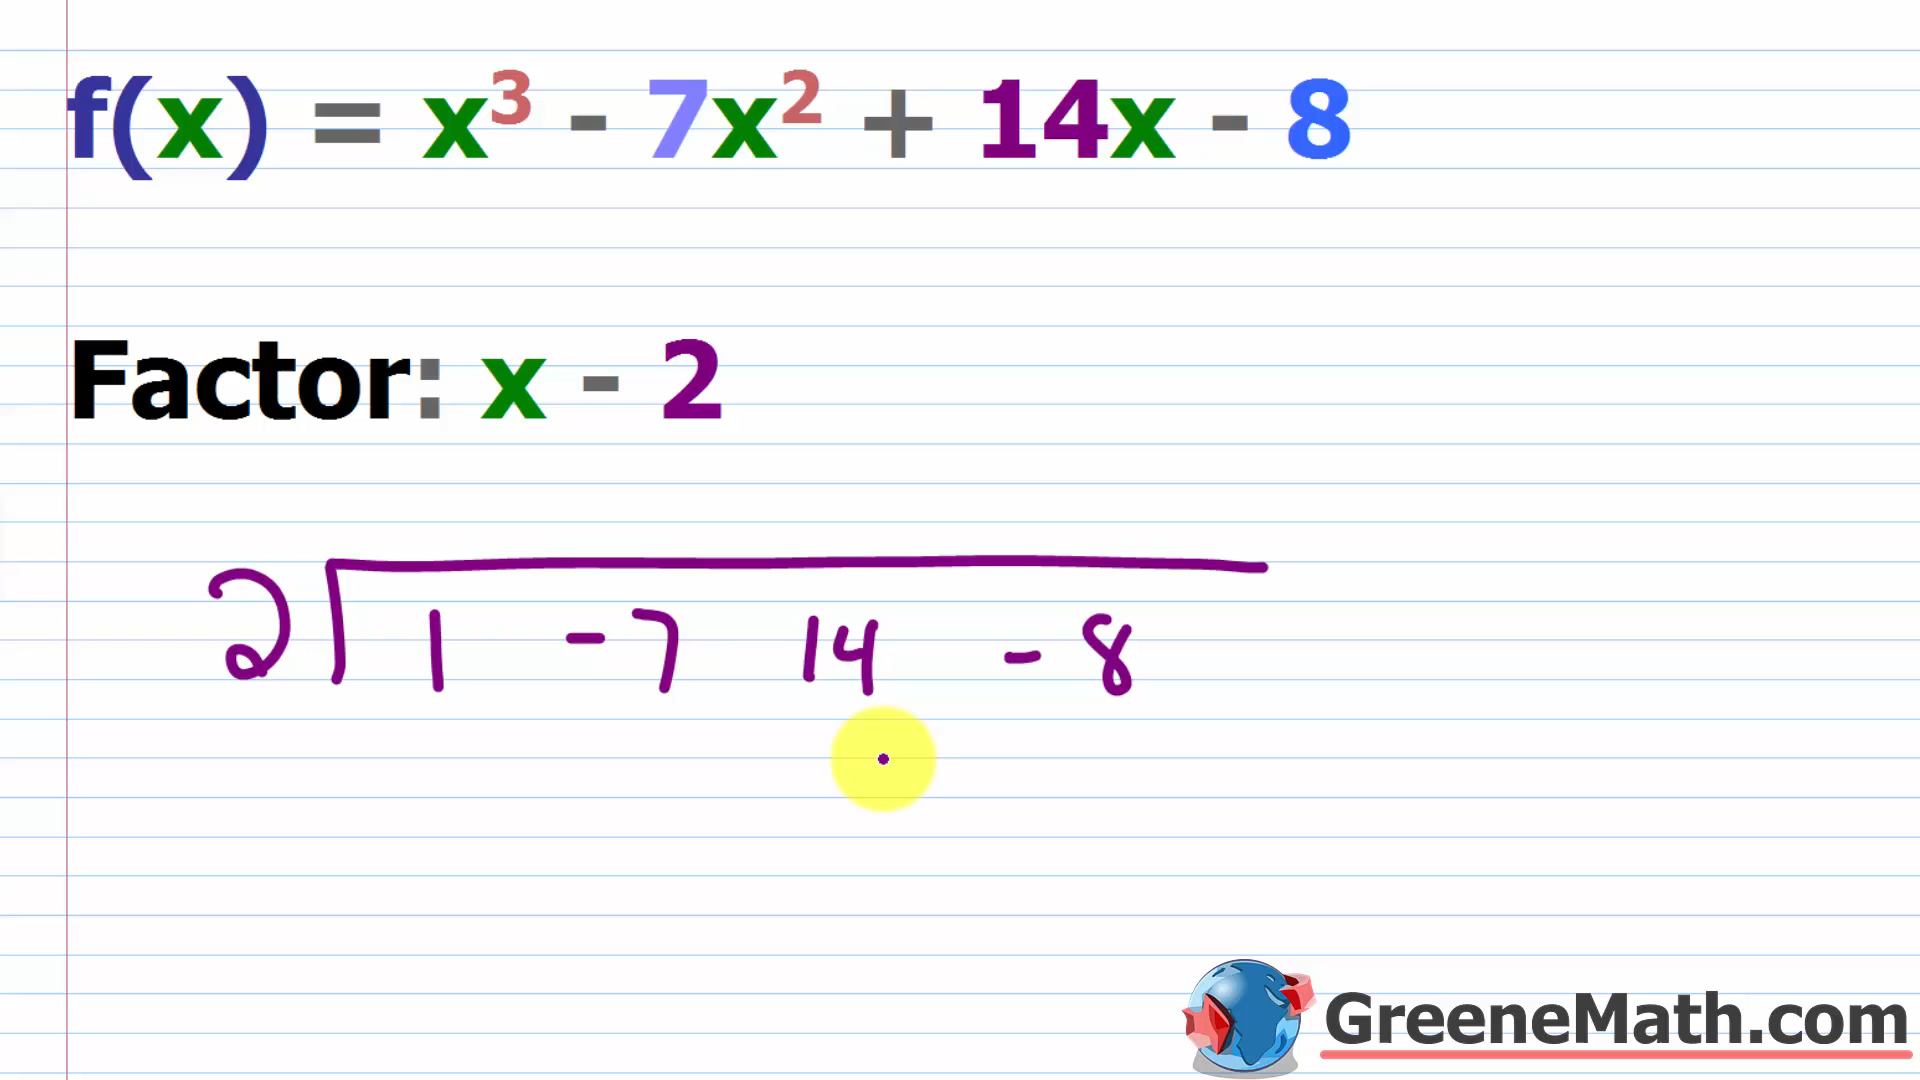 f(x) = x³ - 7x² + 14x - 8
Factor: x - 2
2 1 -7 14 -8
GreeneMath.com